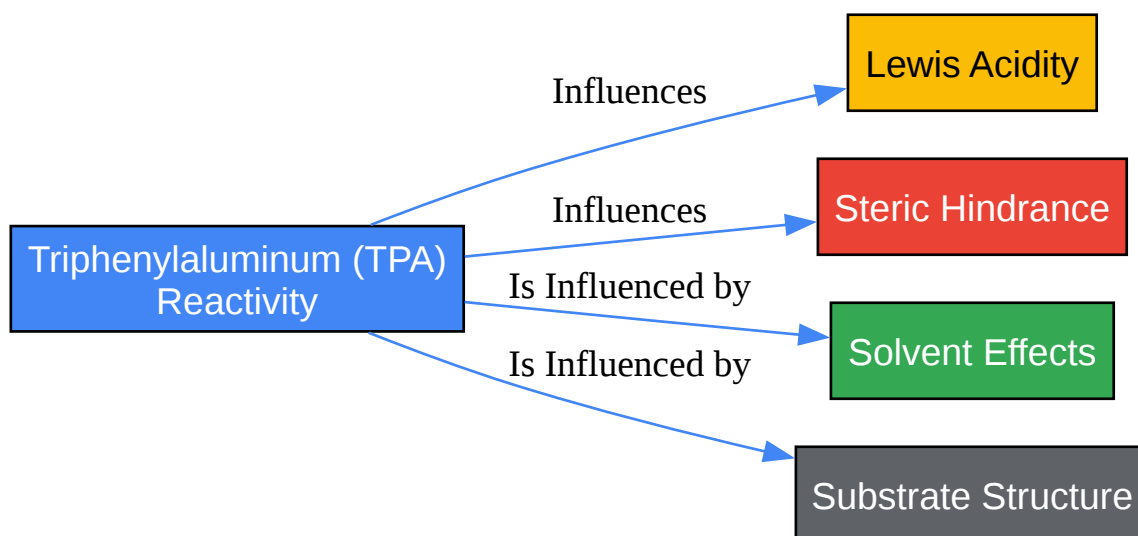 Lewis Acidity
Influences
Influences
Steric Hindrance
Triphenylaluminum (TPA)
Reactivity
Is Influenced by
Solvent Effects
Is Influenced by
Substrate Structure